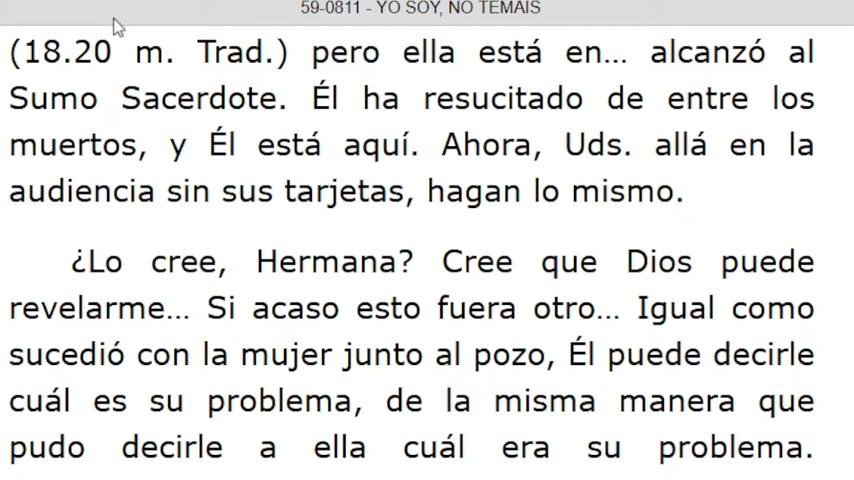 59-0811 - YO SOY, NO TEMAIS
(18.20 m. Trad.) pero ella está en... alcanzó al
Sumo Sacerdote. Él ha resucitado de entre los
muertos, y Él está aquí. Ahora, Uds. allá en la
audiencia sin sus tarjetas, hagan lo mismo.
¿Lo cree, Hermana? Cree que Dios puede
revelarme... Si acaso esto fuera otro... Igual como
sucedió con la mujer junto al pozo, Él puede decirle
cuál es su problema, de la misma manera que
pudo decirle a ella cuál era su problema.